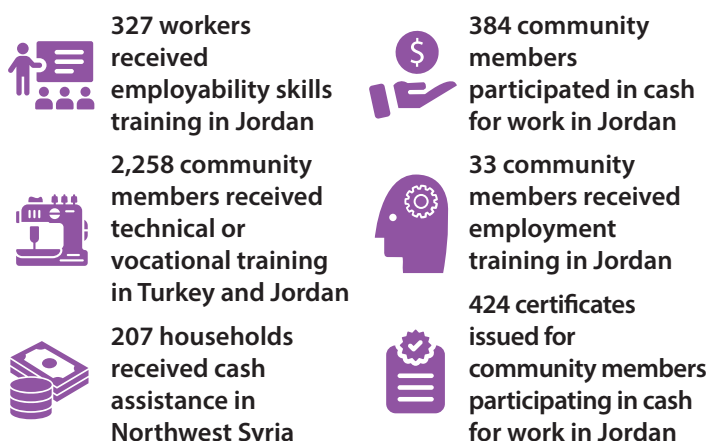 327 workers
received
employability skills
training in Jordan
384 community
members
participated in cash
for work in Jordan
2,258 community
members received
technical or
vocational training
in Turkey and Jordan
33 community
members received
employment
training in Jordan
207 households
received cash
assistance in
Northwest Syria
424 certificates
issued for
community members
participating in cash
for work in Jordan